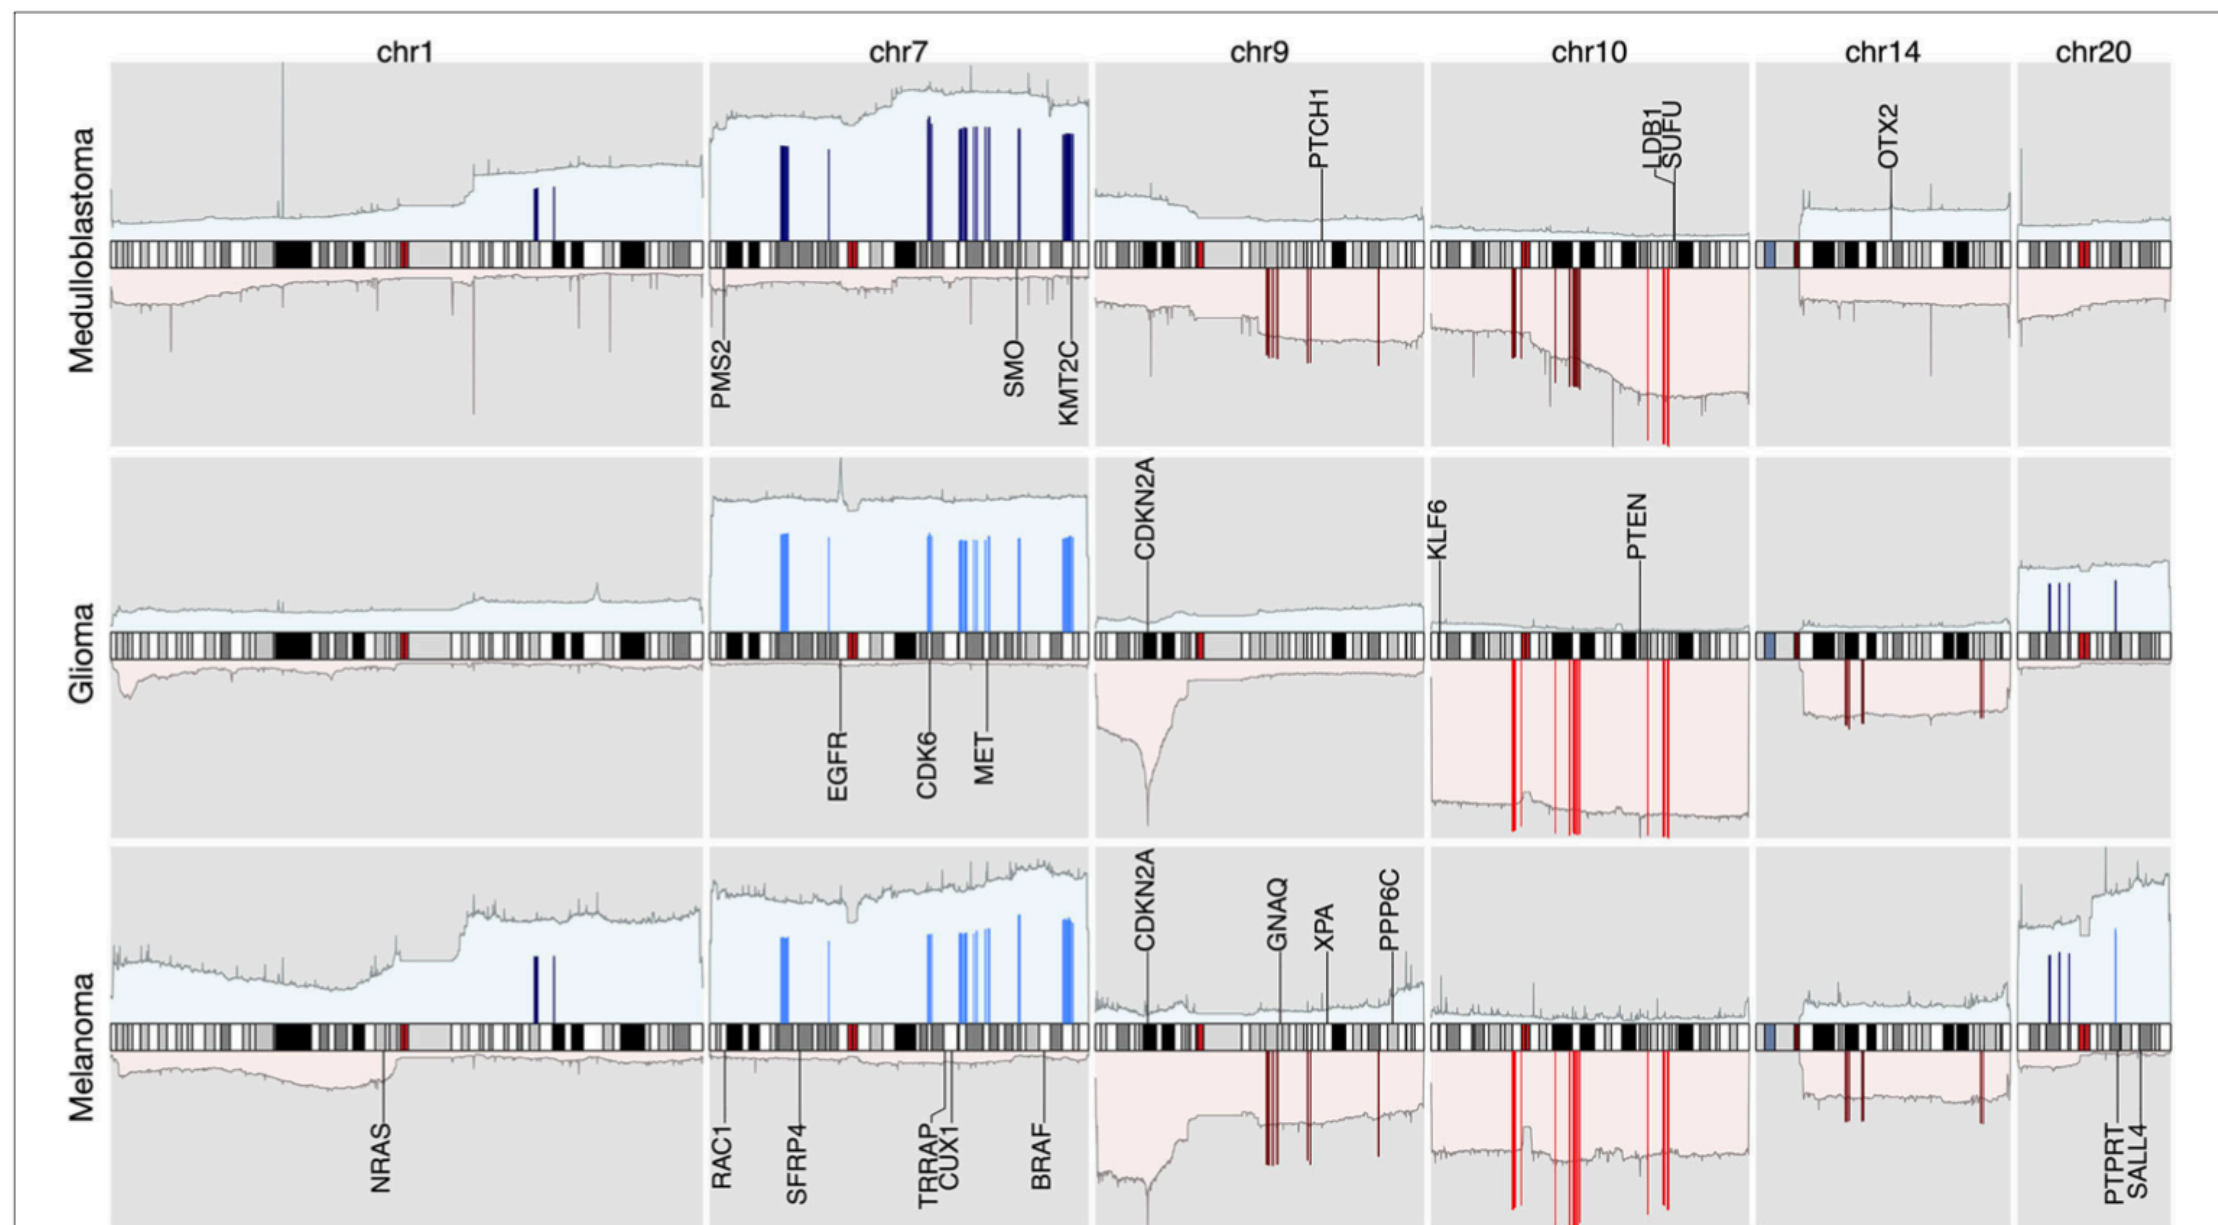 chr1 chr7 chr9 chr10 chr14 chr20
Medulloblastoma
PTCH1
LDB1
SUFU
OTX2
PMS2
SMO
KMT2C
Glioma
CDKN2A
KLF6
PTEN
EGFR
CDK6
MET
Melanoma
CDKN2A
GNAQ
XPA
PPP6C
NRAS
RAC1
SFRP4
TRRAP
CUX1
BRAF
PTPRT
SALL4